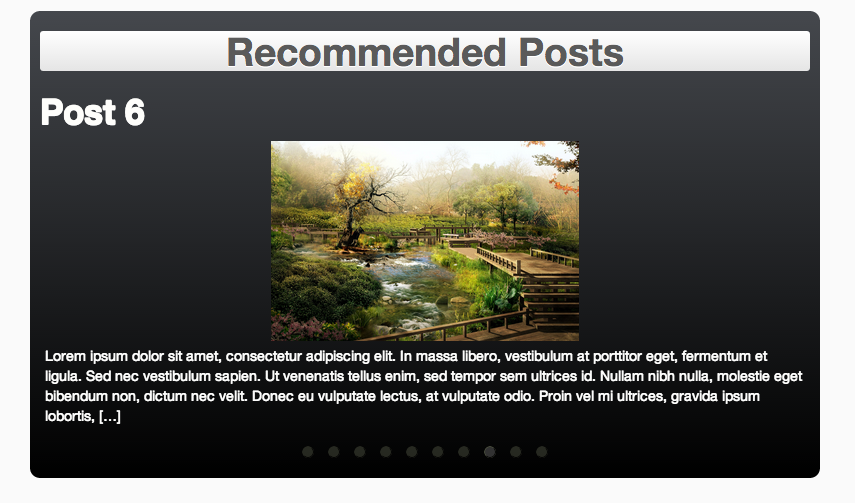 Recommended Posts
Post 6
Lorem ipsum dolor sit amet, consectetur adipiscing elit. In massa libero, vestibulum at porttitor eget, fermentum et
ligula. Sed nec vestibulum sapien. Ut venenatis tellus enim, sed tempor sem ultrices id. Nullam nibh nulla, molestie eget
bibendum non, dictum nec velit. Donec eu vulputate lectus, at vulputate odio. Proin vel mi ultrices, gravida ipsum
lobortis, […]